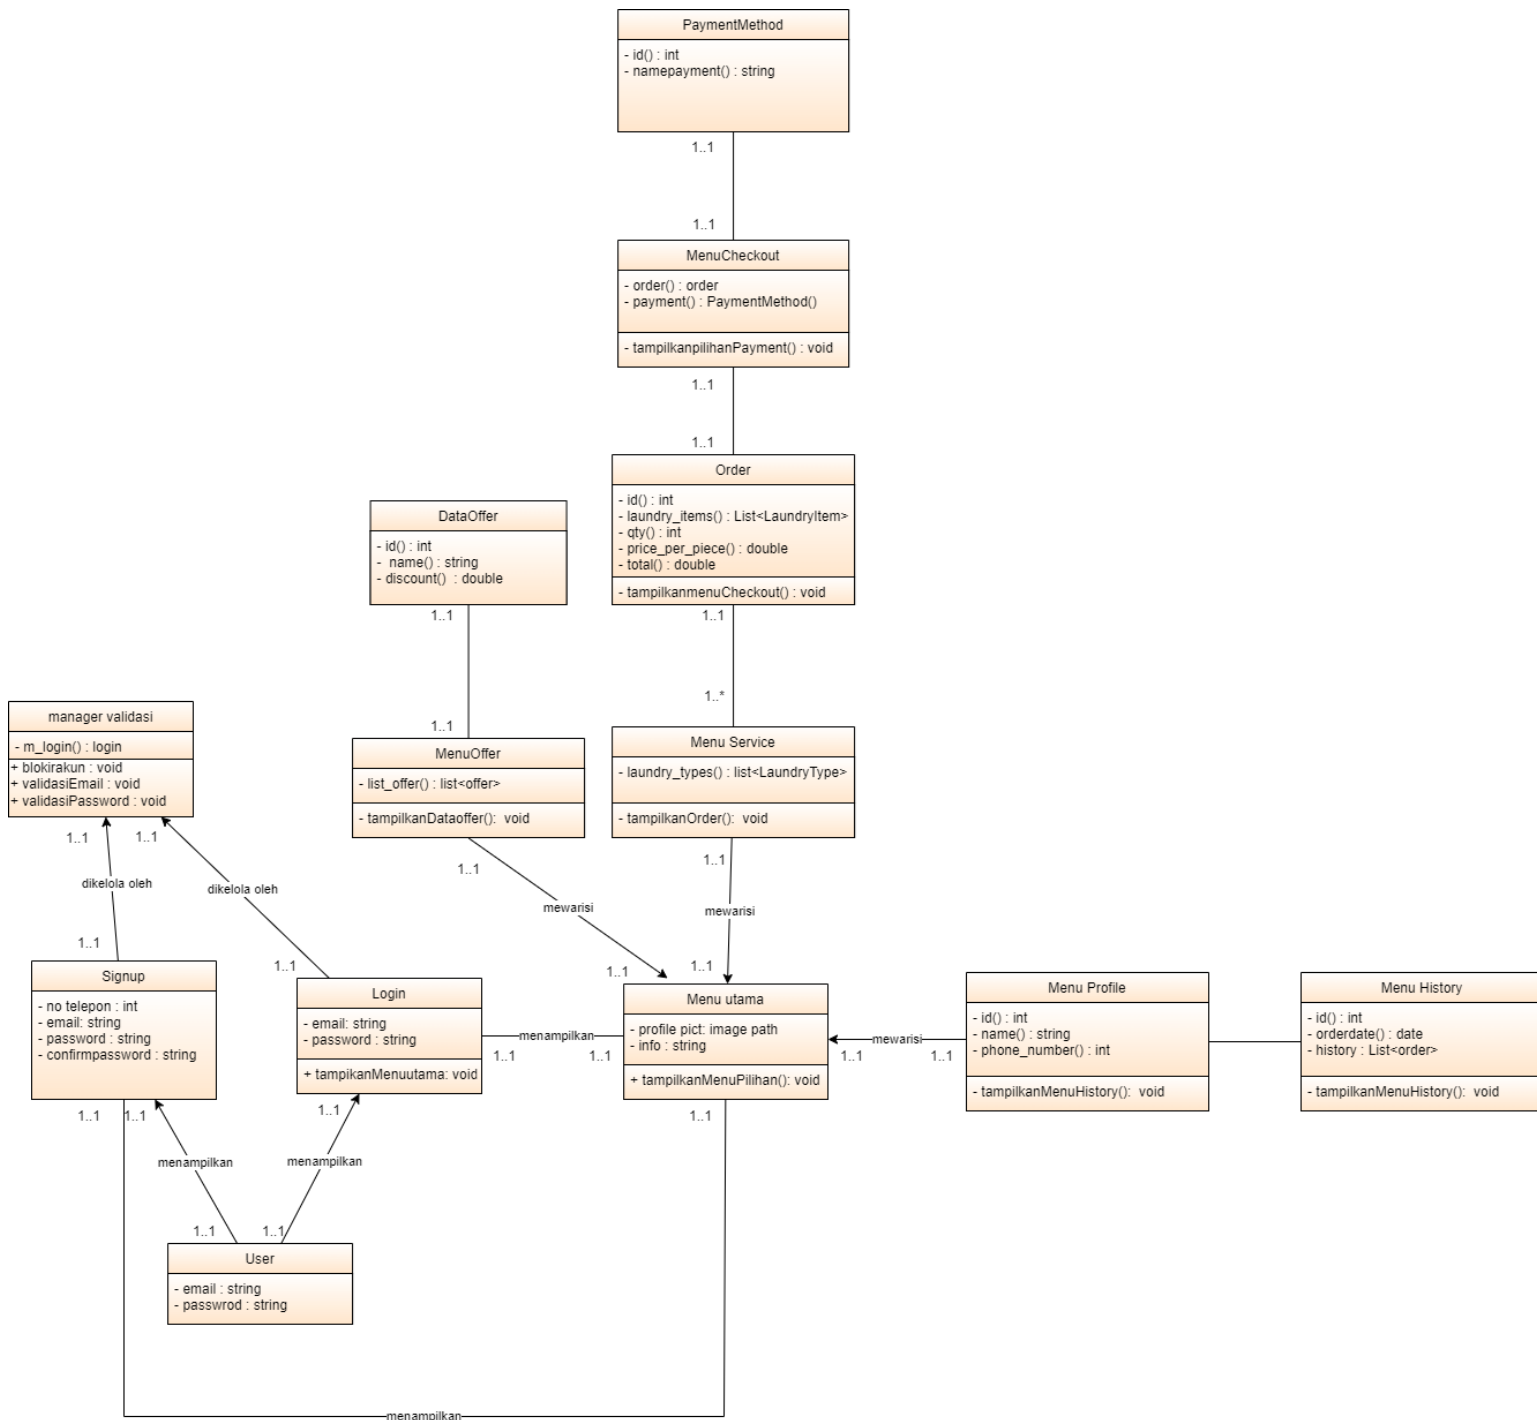 PaymentMethod
- id() : int
- namepayment() : string
1..1
1..1
MenuCheckout
- order() : order
- payment() : PaymentMethod()
- tampilkanpilihanPayment() : void
1..1
1..1
Order
- id() : int
- laundry_items() : List<LaundryItem>
- qty() : int
- price_per_piece() : double
- total() : double
- tampilkanmenuCheckout() : void
1..1
1..*
DataOffer
- id() : int
- name() : string
- discount() : double
1..1
1..1
manager validasi
- m_login() : login
+ blokirakun : void
+ validasiEmail : void
+ validasiPassword : void
1..1
1..1
MenuOffer
- list_offer() : list<offer>
- tampilkanDataoffer(): void
1..1
Menu Service
- laundry_types() : list<LaundryType>
- tampilkanOrder(): void
1..1
dikelola oleh
dikelola oleh
mewarisi
mewarisi
1..1
1..1
1..1
1..1
Signup
- no telepon : int
- email: string
- password : string
- confirmpassword : string
1..1
1..1
Login
- email: string
- password : string
+ tampikanMenuutama: void
1..1
menampilkan
1..1
1..1
Menu utama
- profile pict: image path
- info : string
+ tampilkanMenuPilihan(): void
1..1
mewarisi
1..1
1..1
Menu Profile
- id() : int
- name() : string
- phone_number() : int
- tampilkanMenuHistory(): void
Menu History
- id() : int
- orderdate() : date
- history : List<order>
- tampilkanMenuHistory(): void
menampilkan
menampilkan
1..1
1..1
User
- email : string
- passwrod : string
menampilkan